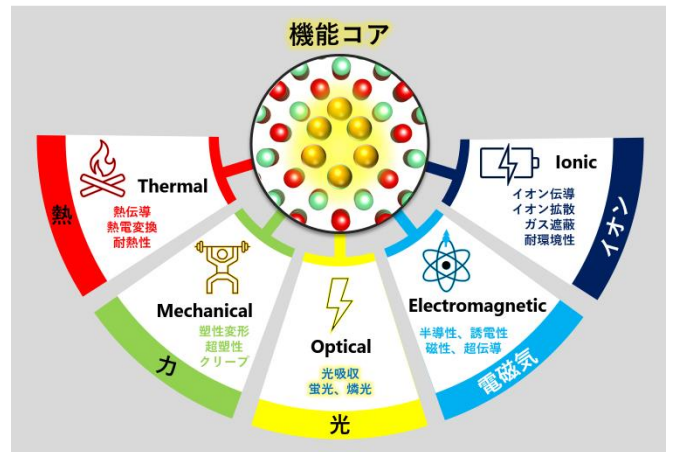 機能コア
Thermal
熱伝導
熱電変換
耐熱性
熱
Mechanical
塑性変形
超塑性
クリープ
力
Optical
光吸収
蛍光、燐光
光
Electromagnetic
半導性、誘電性
磁性、超伝導
電磁気
Ionic
イオン伝導
イオン拡散
ガス遮蔽
耐環境性
イオン